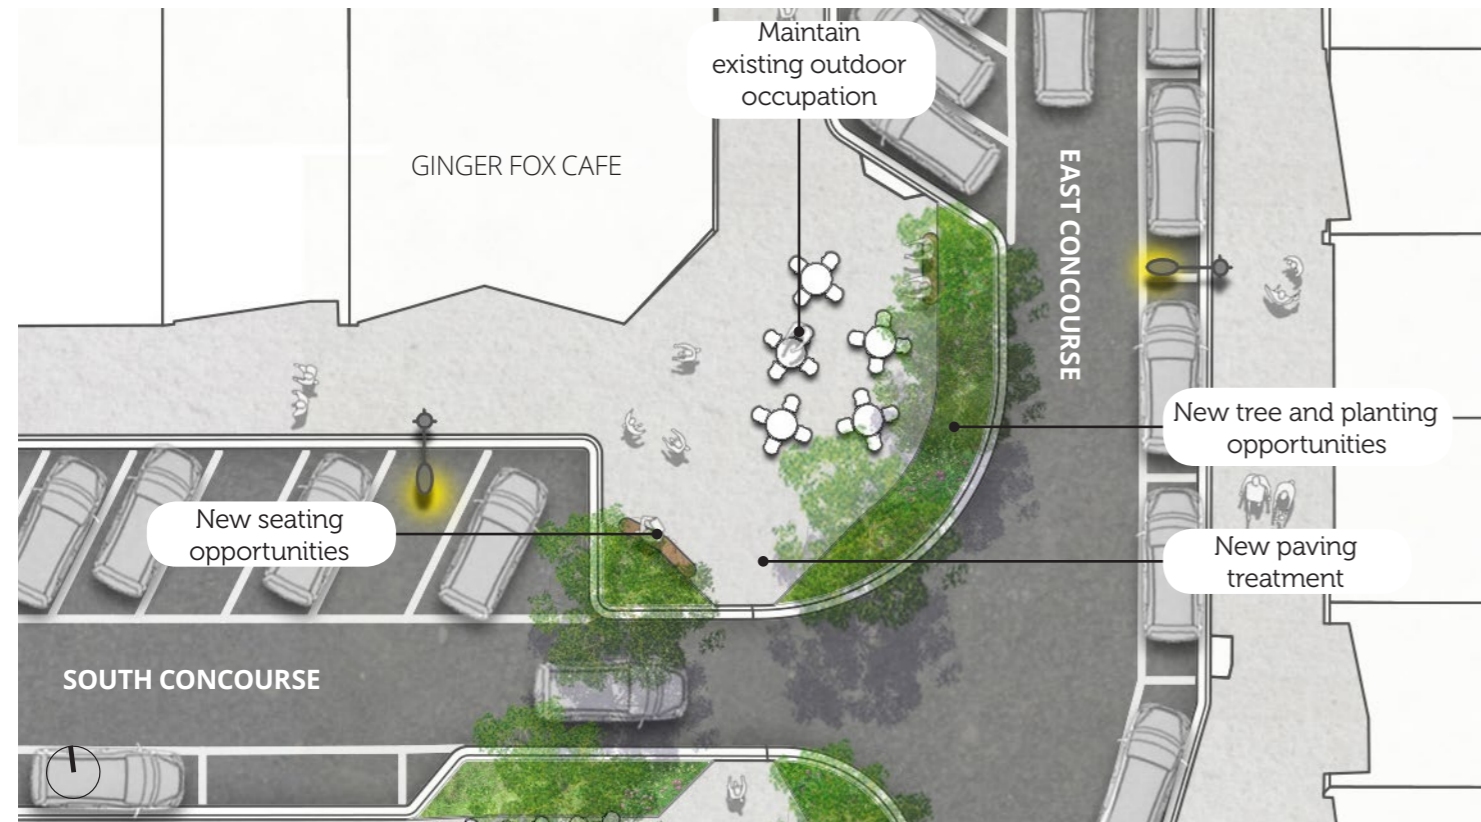 Maintain
existing outdoor
occupation
GINGER FOX CAFE
EAST CONCOURSE
New tree and planting
opportunities
New seating
opportunities
New paving
treatment
SOUTH CONCOURSE